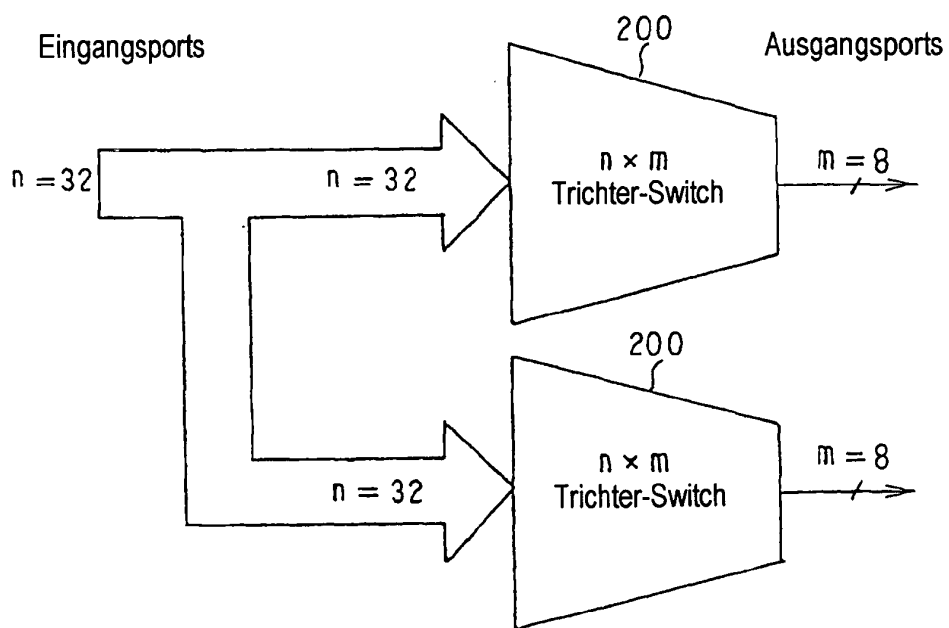 Eingangsports
200
Ausgangsports
n = 32
n = 32
n × m
Trichter-Switch
m = 8
200
n = 32
n × m
Trichter-Switch
m = 8